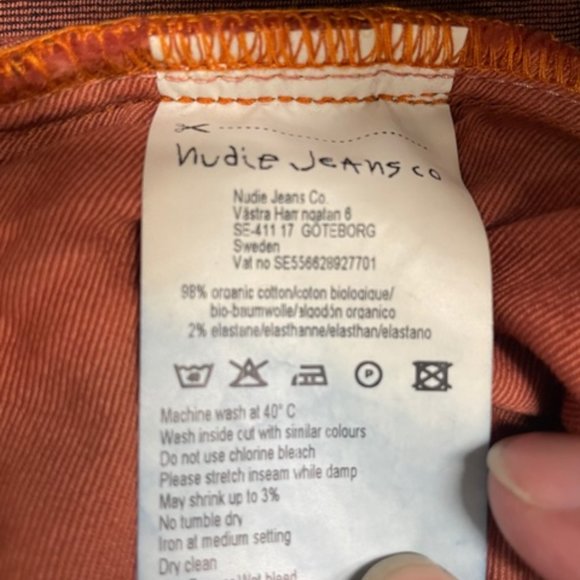 nudie Jeans co
Nudie Jeans Co.
Västra Hamngatan 6
SE-411 17 GÖTEBORG
Sweden
Vat no SE556628927701
98% organic cotton/coton biologique/
bio-baumwolle/algodón organico
2% elastane/elasthanne/elasthan/elastano
P
Machine wash at 40° C
Wash inside out with similar colours
Do not use chlorine bleach
Please stretch inseam while damp
May shrink up to 3%
No tumble dry
Iron at medium setting
Dry clean